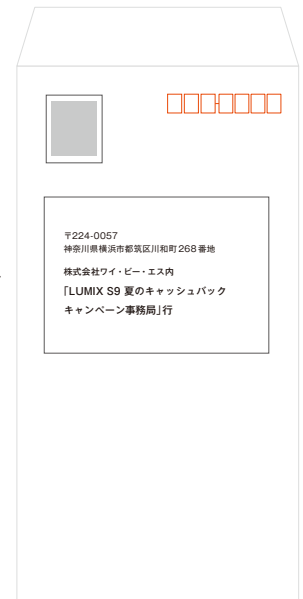 〒224-0057
神奈川県横浜市都筑区川和町268番地
株式会社ワイ・ビー・エス内
「LUMIX S9 夏のキャッシュバック
キャンペーン事務局」行